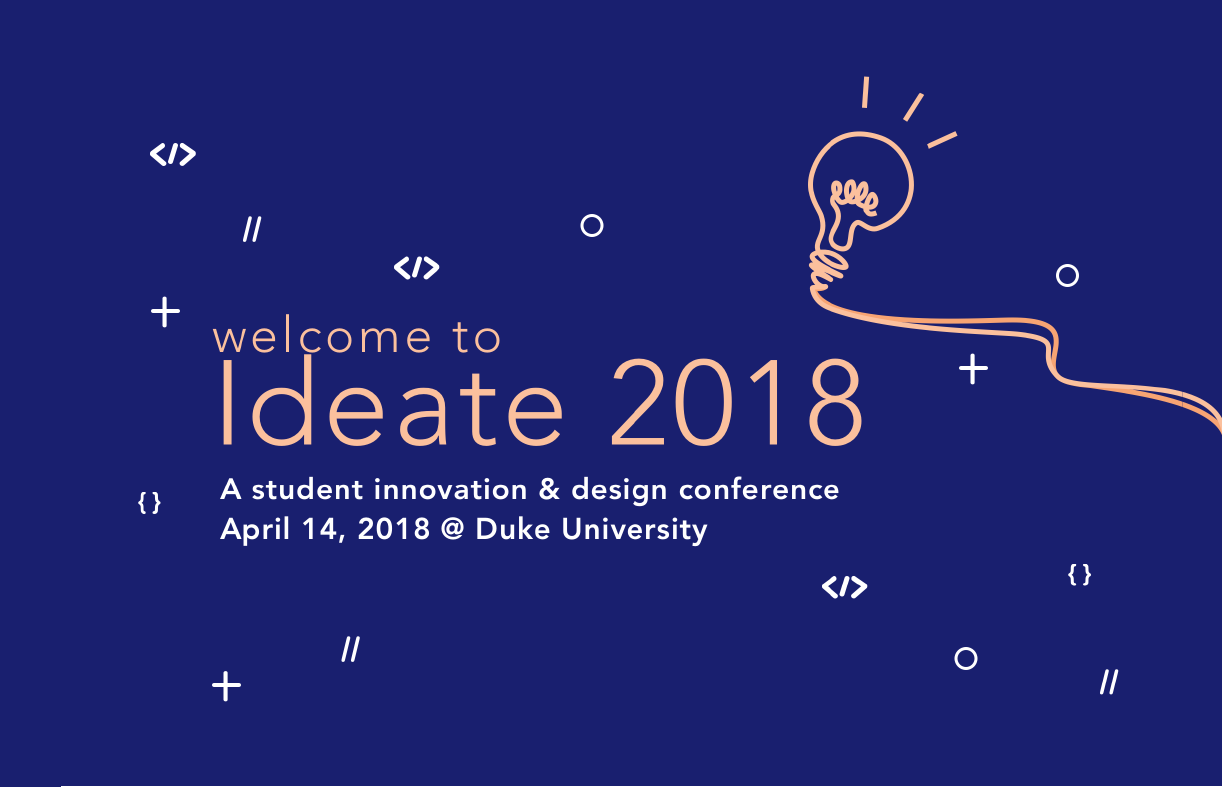 </>
//
</>
+
welcome to
Ideate 2018
+
{ }
A student innovation & design conference
April 14, 2018 @ Duke University
</>
{ }
//
+
//